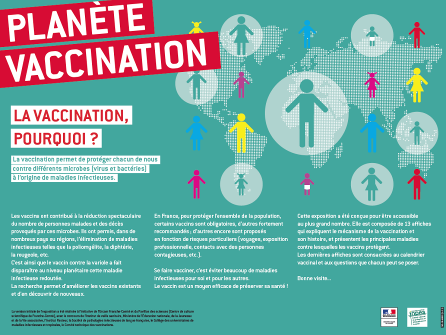 PLANÈTE
VACCINATION
LA VACCINATION,
POURQUOI ?
La vaccination permet de protéger chacun de nous
contre différents microbes (virus et bactéries)
à l'origine de maladies infectieuses.
Les vaccins ont contribué à la réduction spectaculaire
du nombre de personnes malades et des décès
provoqués par ces microbes. Ils ont permis, dans de
nombreux pays ou régions, l'élimination de maladies
infectieuses telles que la poliomyélite, la diphtérie,
la rougeole, etc.
C'est ainsi que le vaccin contre la variole a fait
disparaître au niveau planétaire cette maladie
infectieuse redoutée.
La recherche permet d'améliorer les vaccins existants
et d'en découvrir de nouveaux.
En France, pour protéger l'ensemble de la population,
certains vaccins sont obligatoires, d'autres fortement
recommandés ; d'autres encore sont proposés
en fonction de risques particuliers (voyages, exposition
professionnelle, contacts avec des personnes
contagieuses, etc.).
Se faire vacciner, c'est éviter beaucoup de maladies
infectieuses pour soi et pour les autres.
Le vaccin est un moyen efficace de préserver sa santé !
Cette exposition a été conçue pour être accessible
au plus grand nombre. Elle est composée de 13 affiches
qui expliquent le mécanisme de la vaccination et
son histoire, et présentent les principales maladies
contre lesquelles on peut être protégé.
Les dernières affiches sont consacrées au calendrier
vaccinal et aux questions que chacun peut se poser.
Bonne visite...